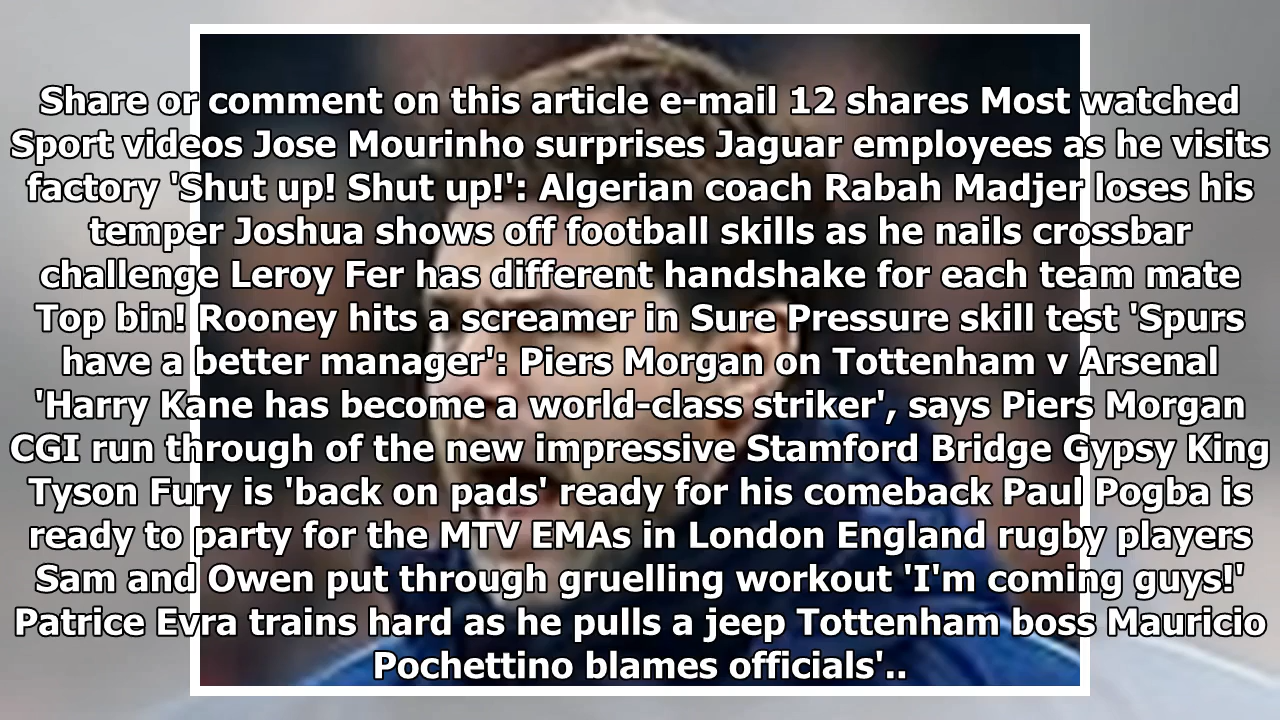 Share or comment on this article e-mail 12 shares Most watched
Sport videos Jose Mourinho surprises Jaguar employees as he visits
factory 'Shut up! Shut up!': Algerian coach Rabah Madjer loses his
temper Joshua shows off football skills as he nails crossbar
challenge Leroy Fer has different handshake for each team mate
Top bin! Rooney hits a screamer in Sure Pressure skill test 'Spurs
have a better manager': Piers Morgan on Tottenham v Arsenal
'Harry Kane has become a world-class striker', says Piers Morgan
CGI run through of the new impressive Stamford Bridge Gypsy King
Tyson Fury is 'back on pads' ready for his comeback Paul Pogba is
ready to party for the MTV EMAs in London England rugby players
Sam and Owen put through gruelling workout 'I'm coming guys!'
Patrice Evra trains hard as he pulls a jeep Tottenham boss Mauricio
Pochettino blames officials'..